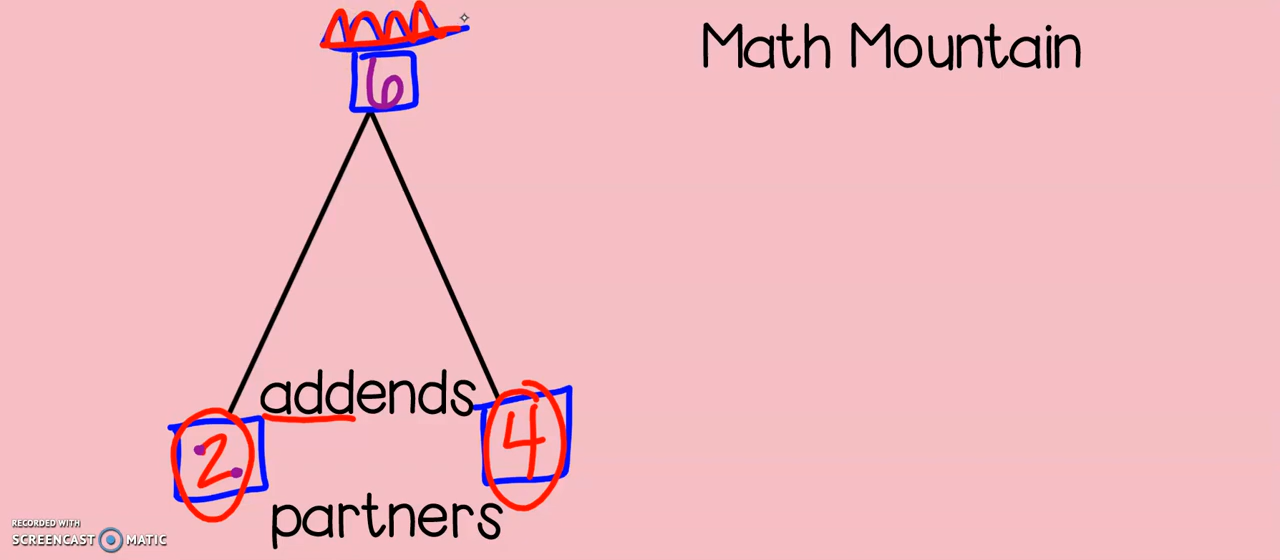 Math Mountain
6
addends
2
4
partners
RECORDED WITH
SCREENCAST MATIC